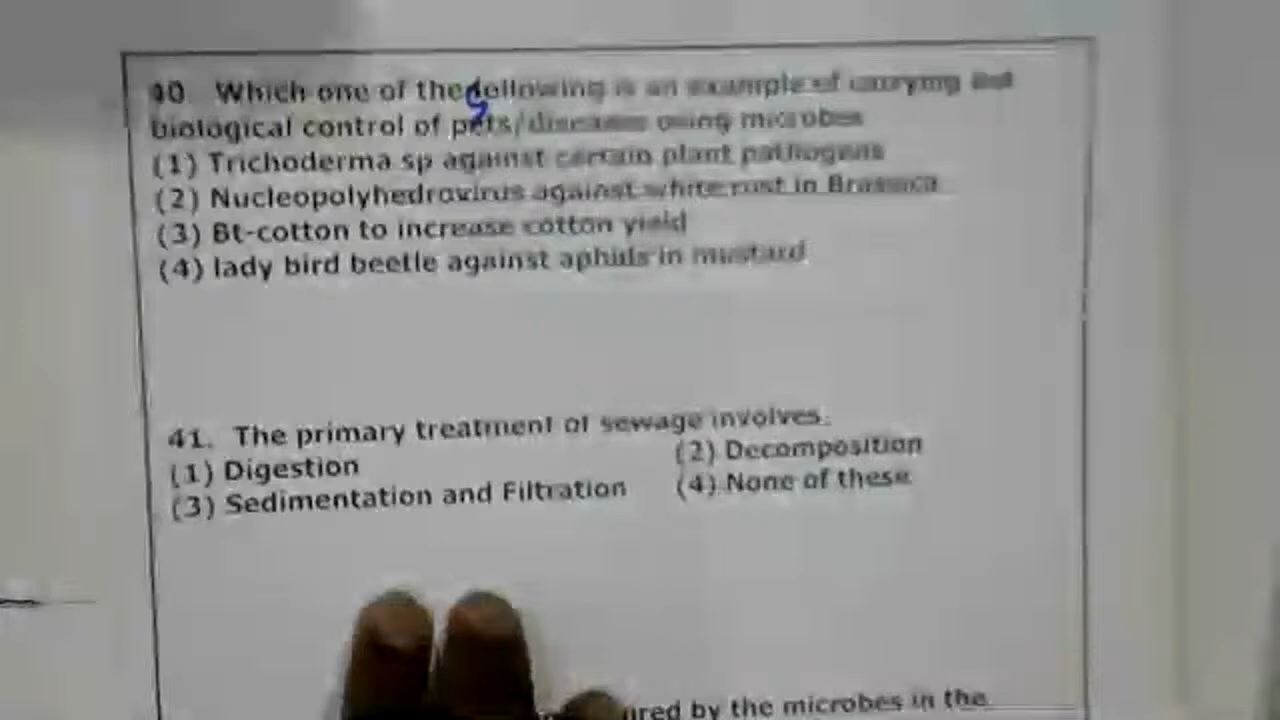 40. Which one of the following is an example of carrying out
biological control of pets/diseases using microbes
(1) Trichoderma sp against certain plant pathogens
(2) Nucleopolyhedrovirus against white rust in Brassica
(3) Bt-cotton to increase cotton yield
(4) lady bird beetle against aphids in mustard
41. The primary treatment of sewage involves.
(1) Digestion (2) Decomposition
(3) Sedimentation and Filtration (4) None of these
by the microbes in the